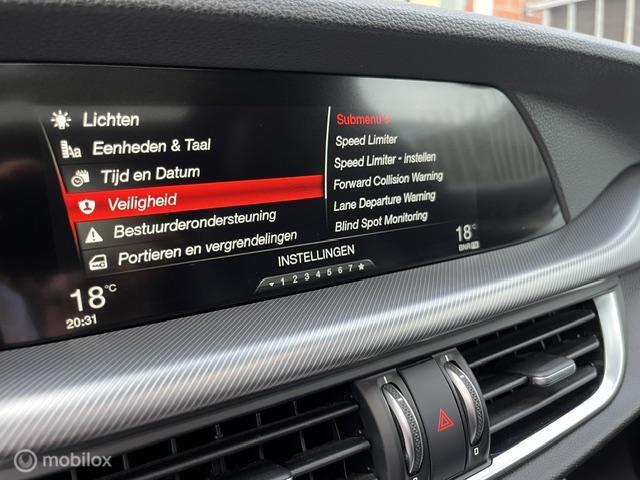 Lichten
Eenheden & Taal
Tijd en Datum
Veiligheid
Bestuurderondersteuning
Portieren en vergrendelingen
Submenu's
Speed Limiter
Speed Limiter - instellen
Forward Collision Warning
Lane Departure Warning
Blind Spot Monitoring
INSTELLINGEN
1 2 3 4 5 6 7
18°C
20:31
18°C
BNR
mobilox